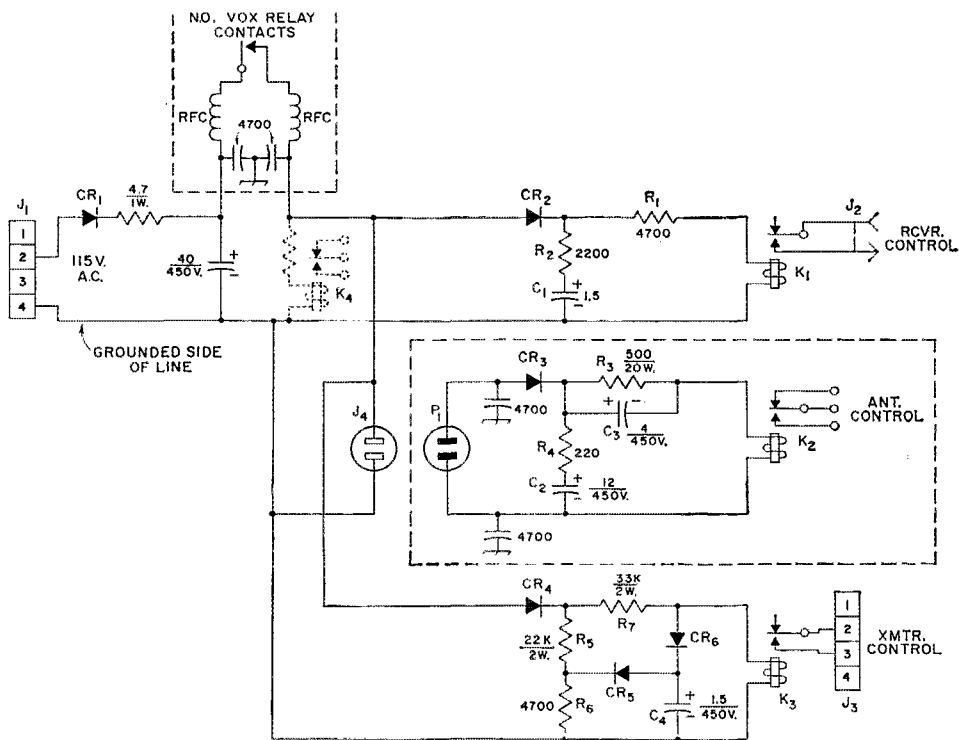 N.O. VOX RELAY
CONTACTS
RFC
4700
RFC
J1
1
2
3
4
115V.
A.C.
CR1
4.7
1W.
40
450V.
+
-
K4
GROUNDED SIDE
OF LINE
CR2
R1
4700
R2
2200
C1
+
-
1.5
K1
J2
RCVR.
CONTROL
J4
P1
4700
CR3
R3
500
20W.
+
-
C3
4
450V.
R4
220
C2
+
-
12
450V.
4700
K2
ANT.
CONTROL
CR4
33K
2W.
R7
22K
2W.
R5
CR6
CR5
4700
R6
C4
+
-
1.5
450V.
K3
1
2
3
4
J3
XMTR.
CONTROL